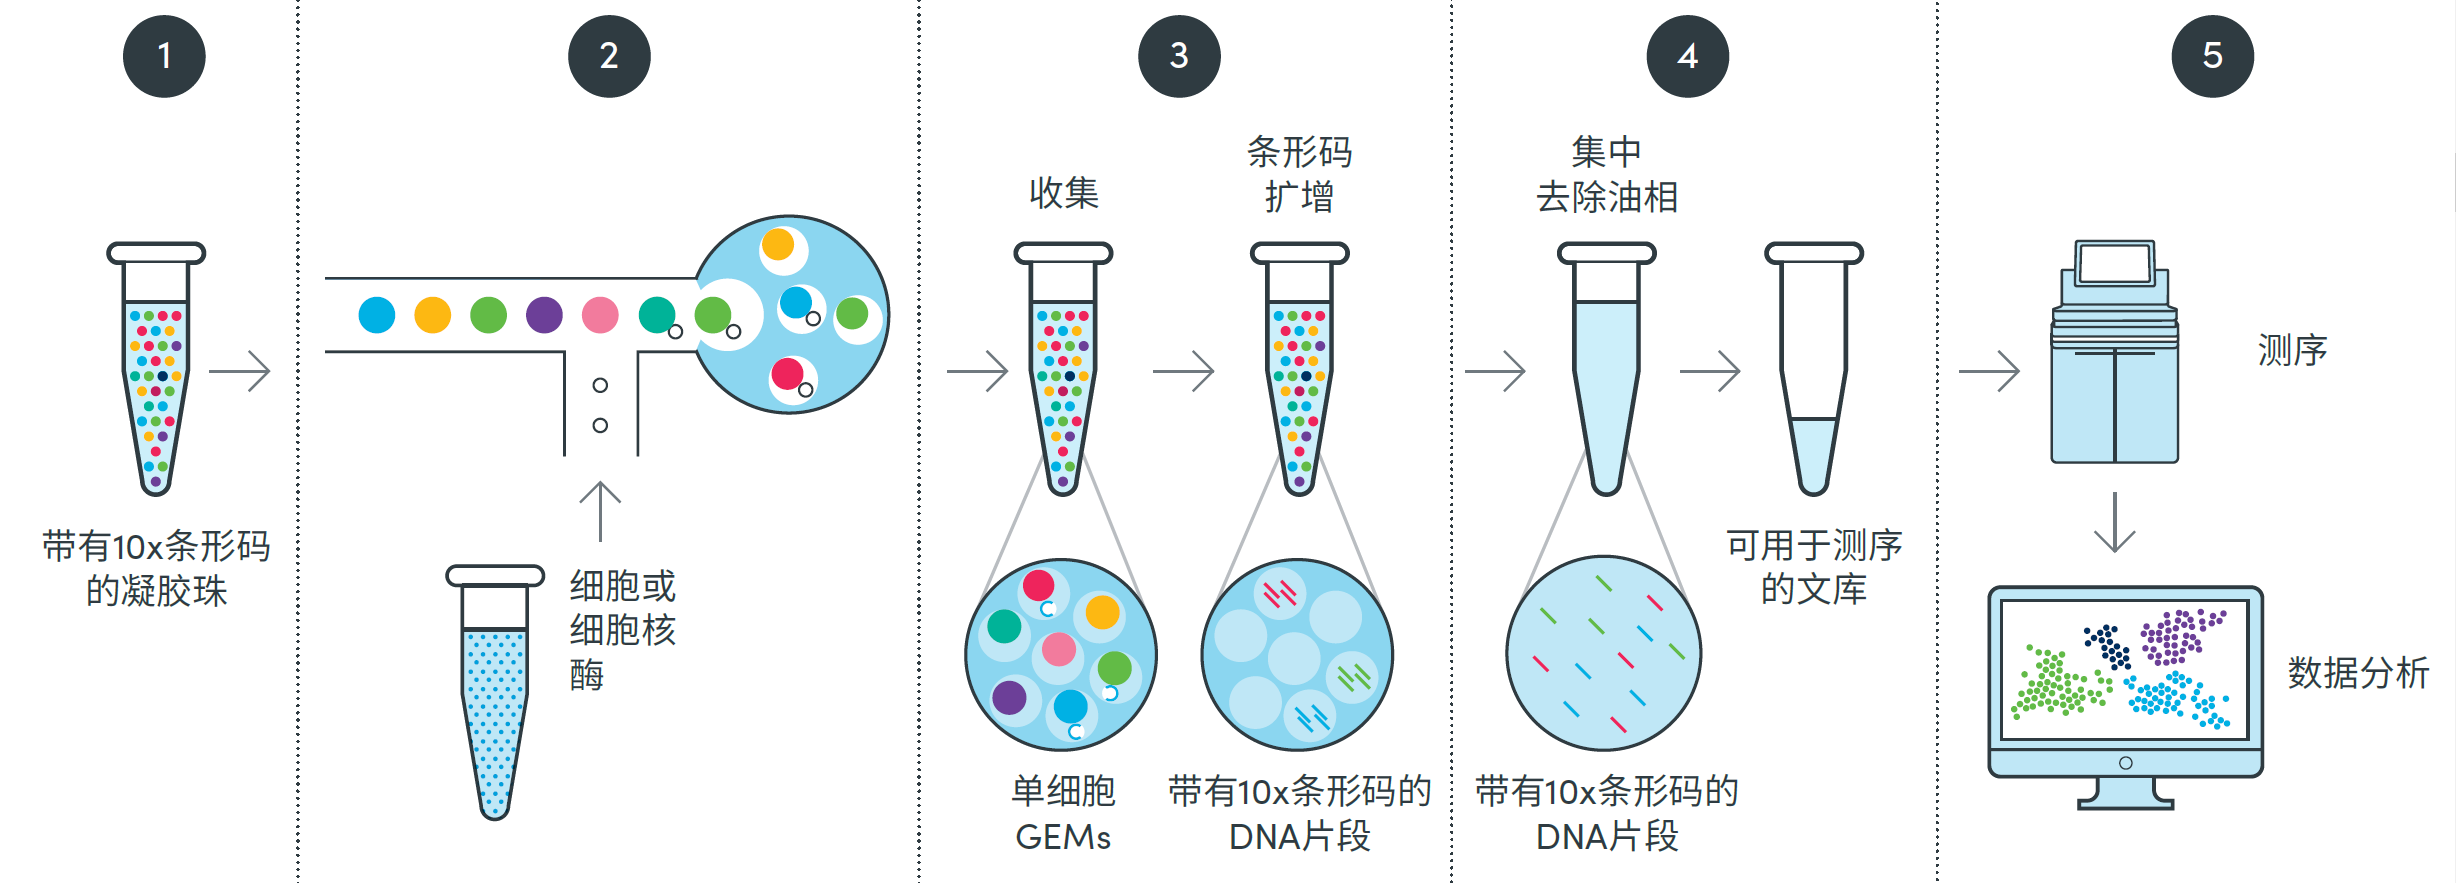 1
带有10x条形码
的凝胶珠
2
细胞或
细胞核
酶
3
收集
条形码
扩增
单细胞
GEMs
带有10x条形码的
DNA片段
4
集中
去除油相
可用于测序
的文库
带有10x条形码的
DNA片段
5
测序
数据分析